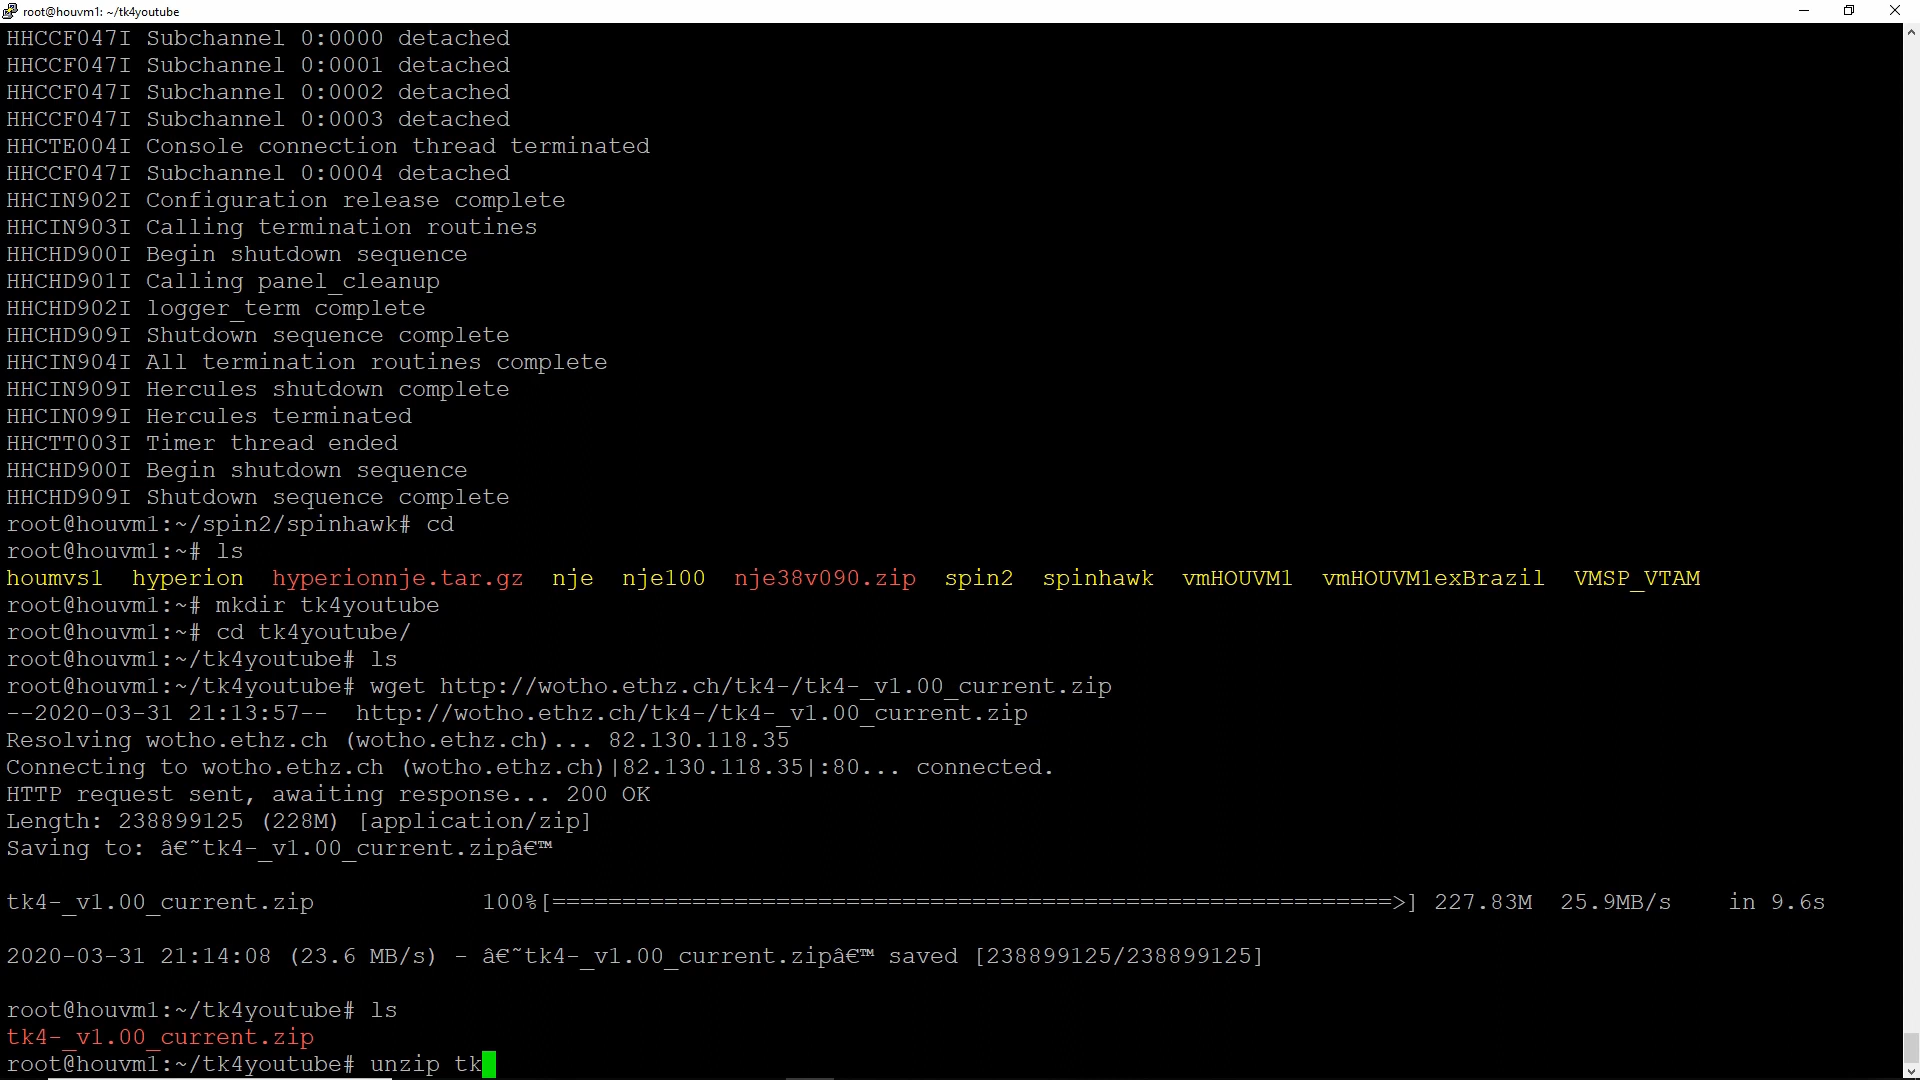 root@houvm1: ~/tk4youtube
HHCCF047I Subchannel 0:0000 detached
HHCCF047I Subchannel 0:0001 detached
HHCCF047I Subchannel 0:0002 detached
HHCCF047I Subchannel 0:0003 detached
HHCTE004I Console connection thread terminated
HHCCF047I Subchannel 0:0004 detached
HHCIN902I Configuration release complete
HHCIN903I Calling termination routines
HHCHD900I Begin shutdown sequence
HHCHD901I Calling panel_cleanup
HHCHD902I logger_term complete
HHCHD909I Shutdown sequence complete
HHCIN904I All termination routines complete
HHCIN909I Hercules shutdown complete
HHCIN099I Hercules terminated
HHCTT003I Timer thread ended
HHCHD900I Begin shutdown sequence
HHCHD909I Shutdown sequence complete
root@houvm1:~/spin2/spinhawk# cd
root@houvm1:~# ls
houmvs1  hyperion  hyperionnje.tar.gz  nje  nje100  nje38v090.zip  spin2  spinhawk  vmHOUVM1  vmHOUVM1exBrazil  VMSP_VTAM
root@houvm1:~# mkdir tk4youtube
root@houvm1:~# cd tk4youtube/
root@houvm1:~/tk4youtube# ls
root@houvm1:~/tk4youtube# wget http://wotho.ethz.ch/tk4-/tk4-_v1.00_current.zip
--2020-03-31 21:13:57--  http://wotho.ethz.ch/tk4-/tk4-_v1.00_current.zip
Resolving wotho.ethz.ch (wotho.ethz.ch)... 82.130.118.35
Connecting to wotho.ethz.ch (wotho.ethz.ch)|82.130.118.35|:80... connected.
HTTP request sent, awaiting response... 200 OK
Length: 238899125 (228M) [application/zip]
Saving to: â€˜tk4-_v1.00_current.zipâ€™
tk4-_v1.00_current.zip            100%[============================================================>] 227.83M  25.9MB/s    in 9.6s
2020-03-31 21:14:08 (23.6 MB/s) - â€˜tk4-_v1.00_current.zipâ€™ saved [238899125/238899125]
root@houvm1:~/tk4youtube# ls
tk4-_v1.00_current.zip
root@houvm1:~/tk4youtube# unzip tk